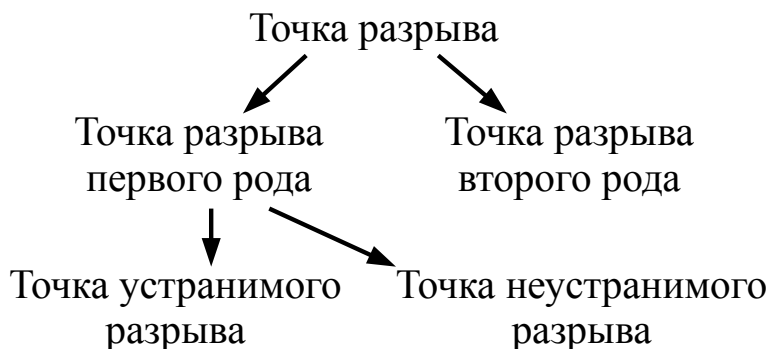 Точка разрыва
Точка разрыва
первого рода
Точка разрыва
второго рода
Точка устранимого
разрыва
Точка неустранимого
разрыва